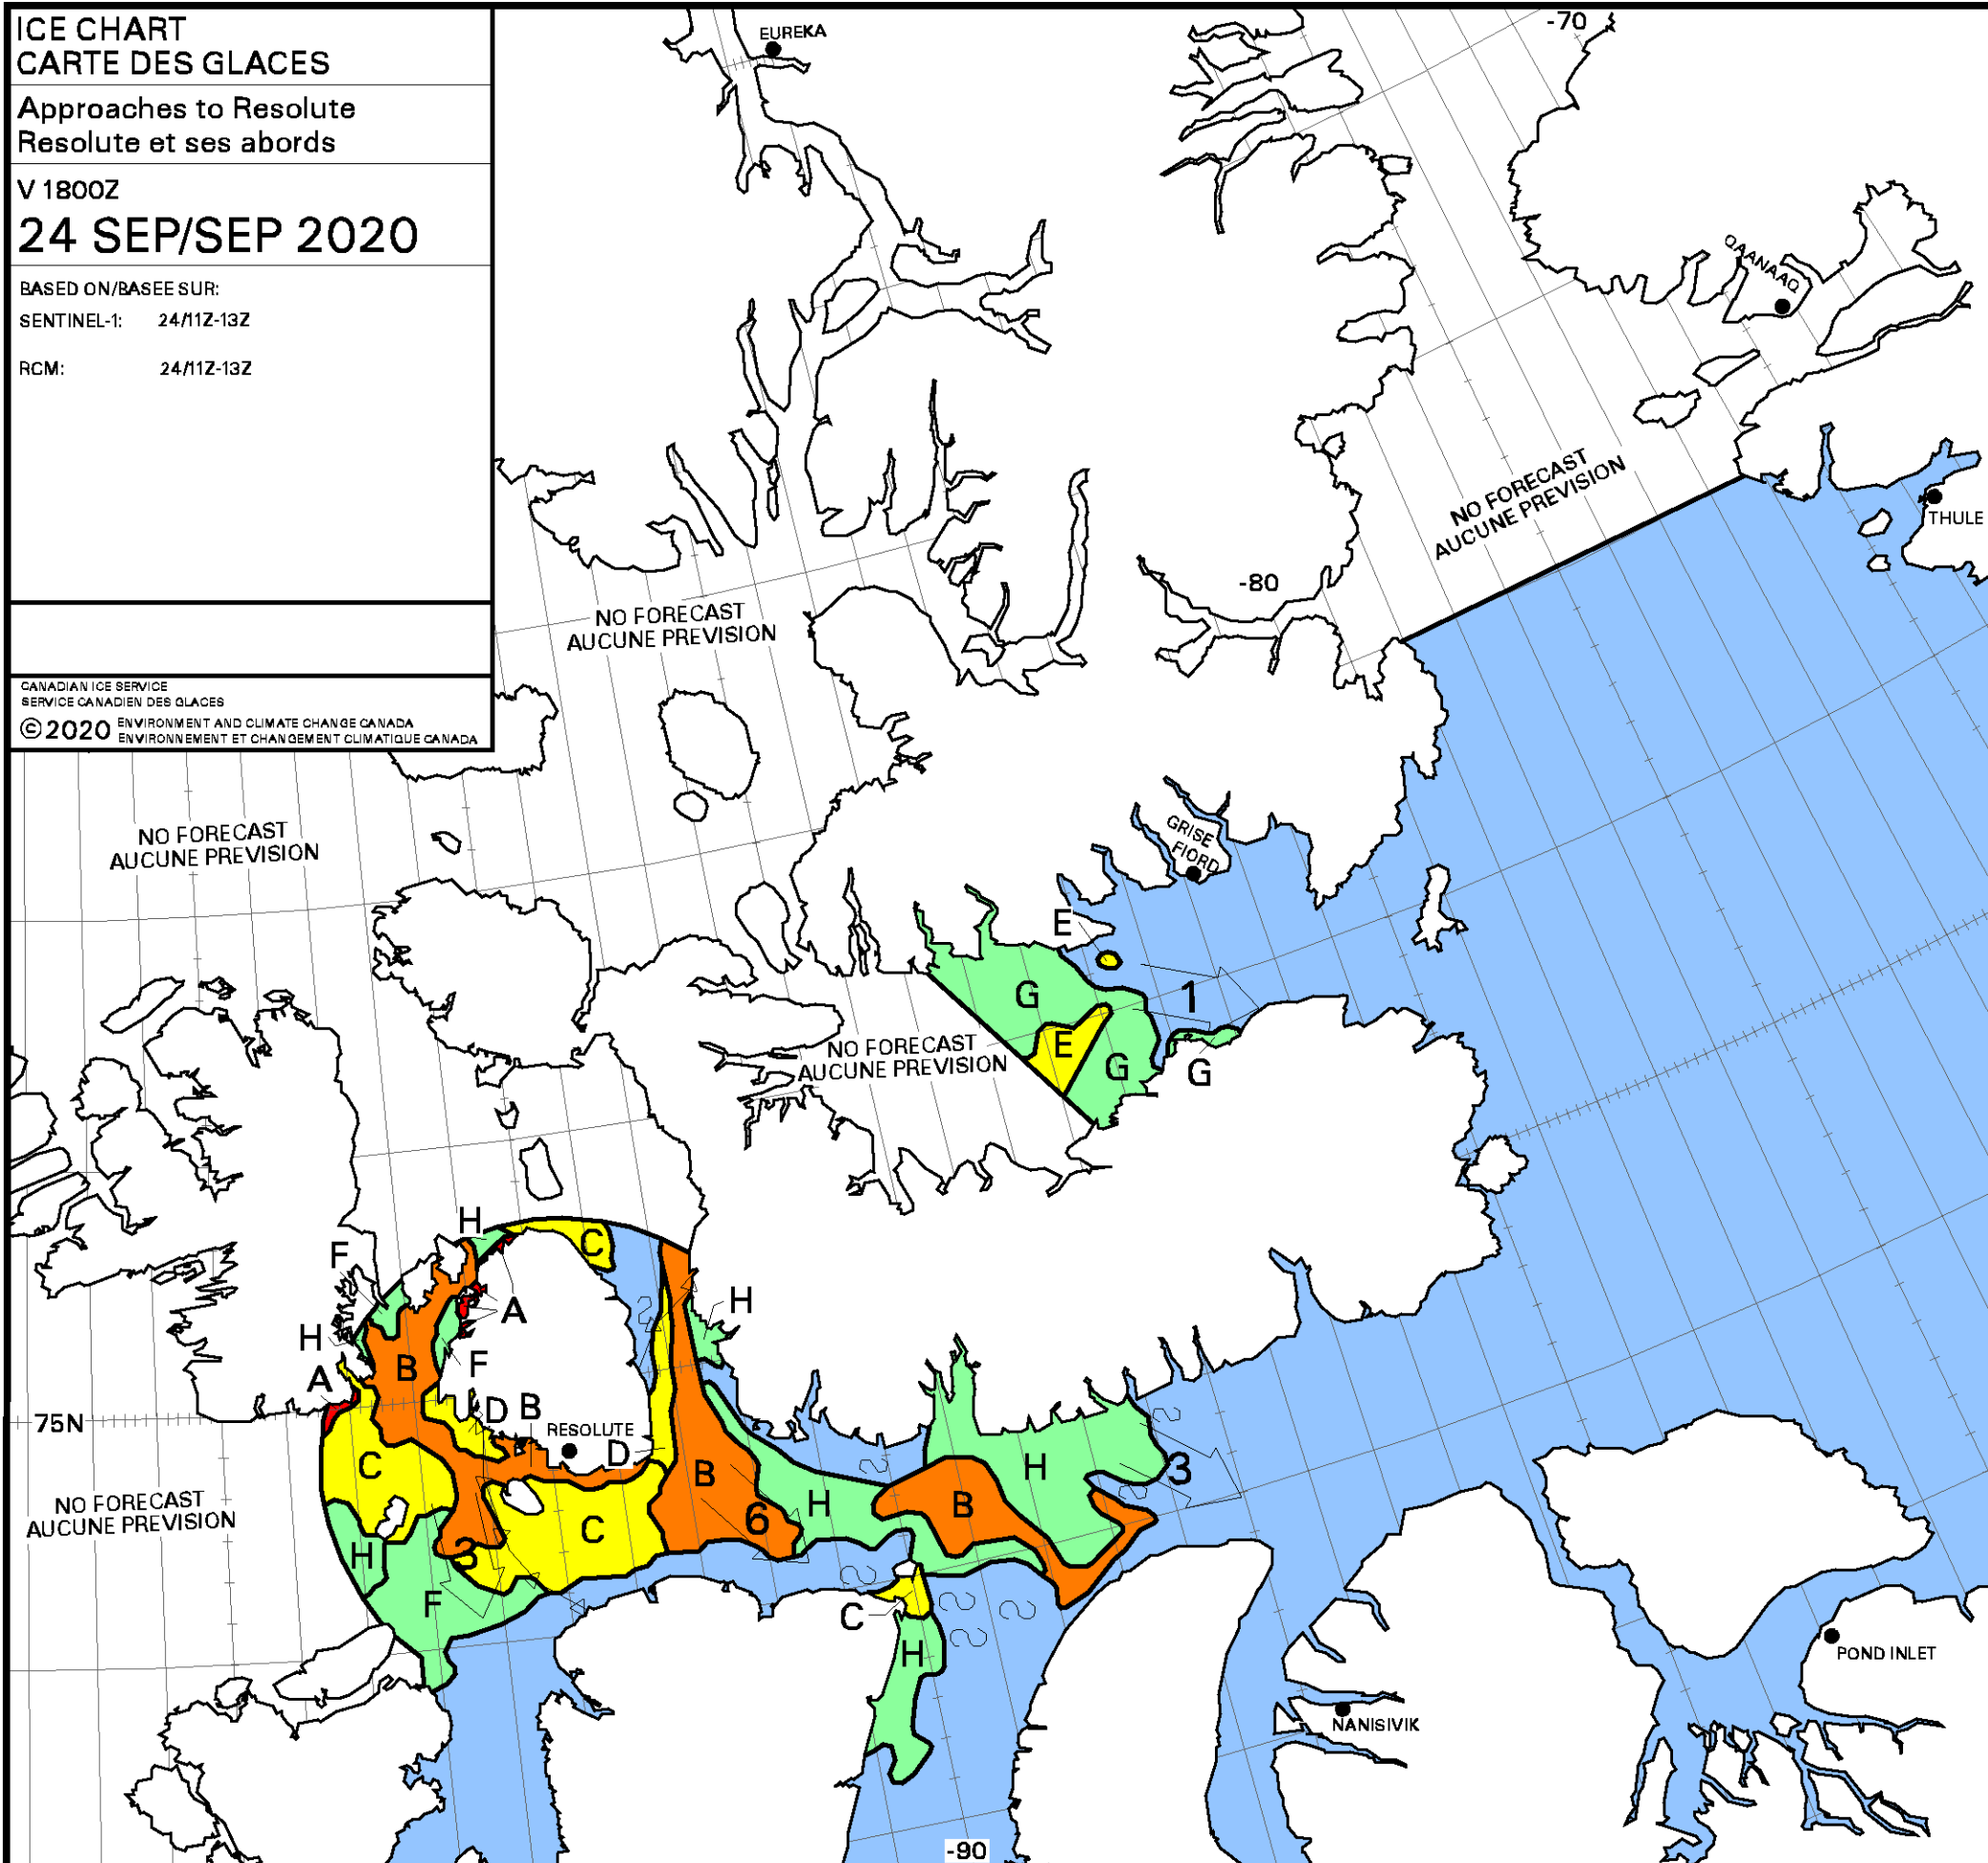 ICE CHART
CARTE DES GLACES
Approaches to Resolute
Resolute et ses abords
V 1800Z
24 SEP/SEP 2020
BASED ON/BASEE SUR:
SENTINEL-1: 24/11Z-13Z
RCM: 24/11Z-13Z
CANADIAN ICE SERVICE
SERVICE CANADIEN DES GLACES
© 2020 ENVIRONMENT AND CLIMATE CHANGE CANADA
ENVIRONNEMENT ET CHANGEMENT CLIMATIQUE CANADA
EUREKA
-70
QAANAAQ
NO FORECAST
AUCUNE PREVISION
THULE
-80
NO FORECAST
AUCUNE PREVISION
NO FORECAST
AUCUNE PREVISION
GRISE
FIORD
E
G
1
E
G
G
NO FORECAST
AUCUNE PREVISION
H
F
C
A
H
H
B
F
A
75N
D
B
RESOLUTE
D
C
B
H
3
NO FORECAST
AUCUNE PREVISION
H
B
6
C
3
H
F
C
H
POND INLET
NANISIVIK
-90